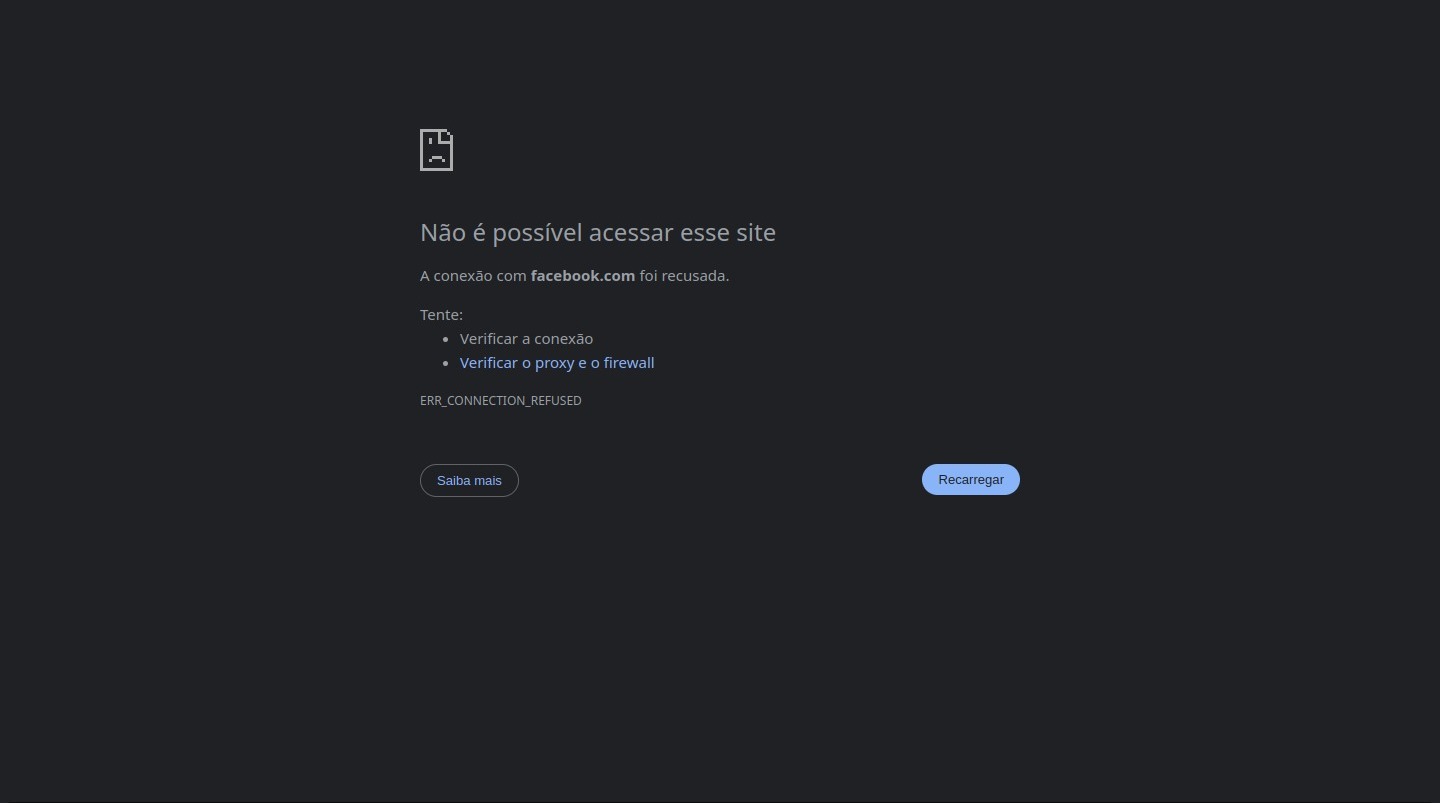 Não é possível acessar esse site
A conexão com facebook.com foi recusada.
Tente:
Verificar a conexão
Verificar o proxy e o firewall
ERR_CONNECTION_REFUSED
Saiba mais
Recarregar